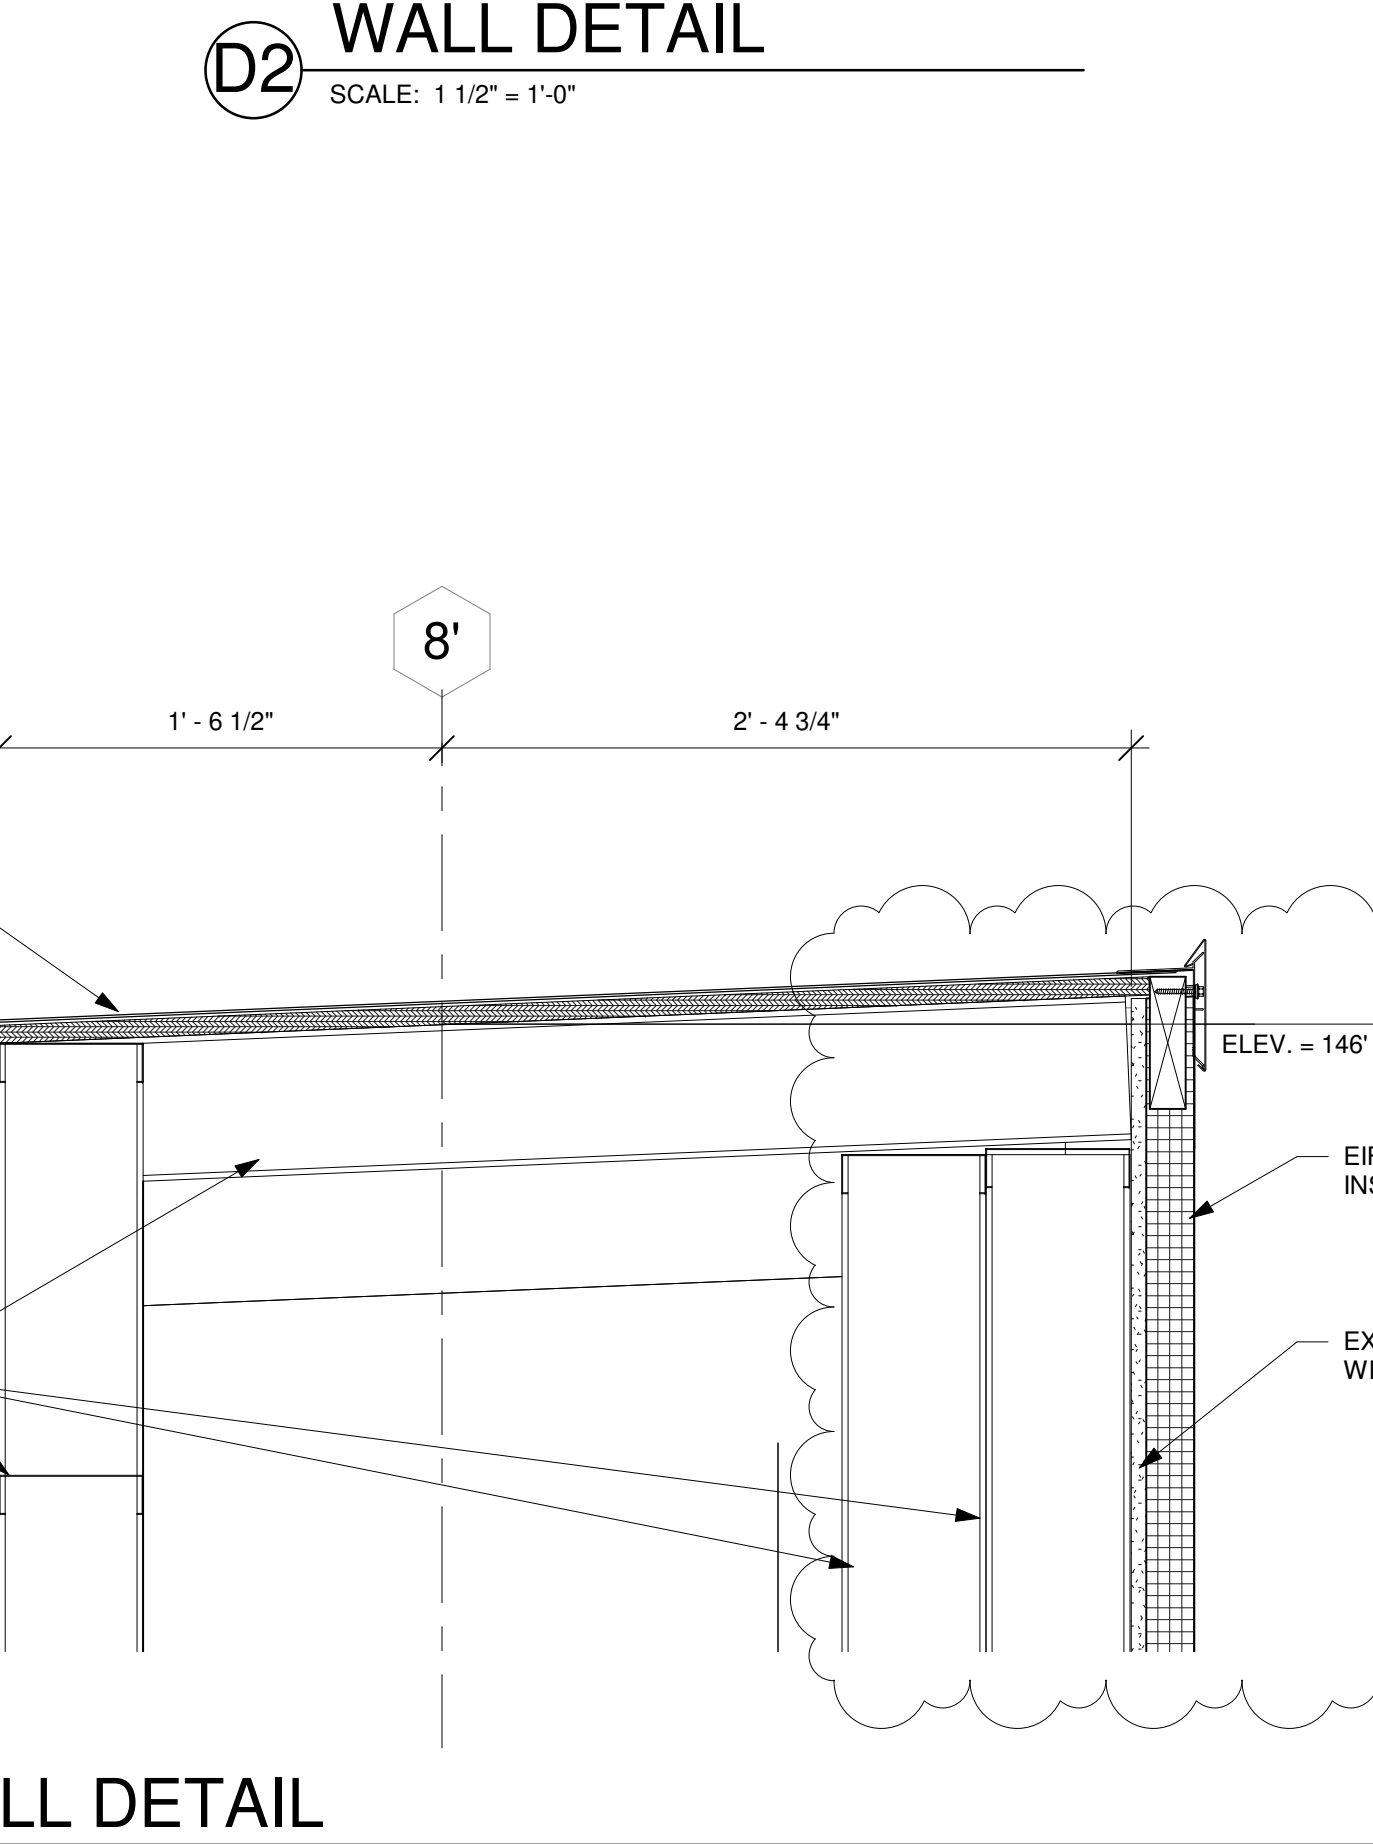 WALL DETAIL
D2
SCALE: 1 1/2" = 1'-0"
8'
1' - 6 1/2"
2' - 4 3/4"
ELEV. = 146'
LL DETAIL